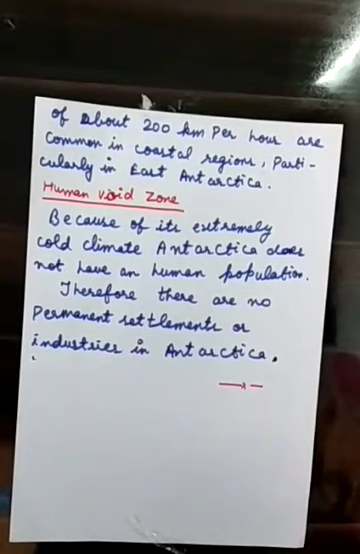 of about 200 km Per hour are
common in coastal regions, Parti-
cularly in East Antarctica.
Human void Zone
Because of its extremely
cold climate Antarctica does
not have an human population.
Therefore there are no
Permanent settlements or
industries in Antarctica.